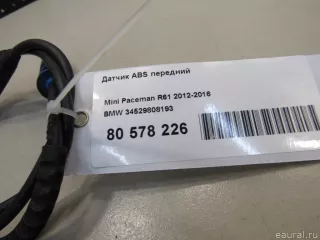 Датчик ABS передний
Mini Paceman R61 2012-2016
BMW 34529808193
80 578 226
eaural.ru